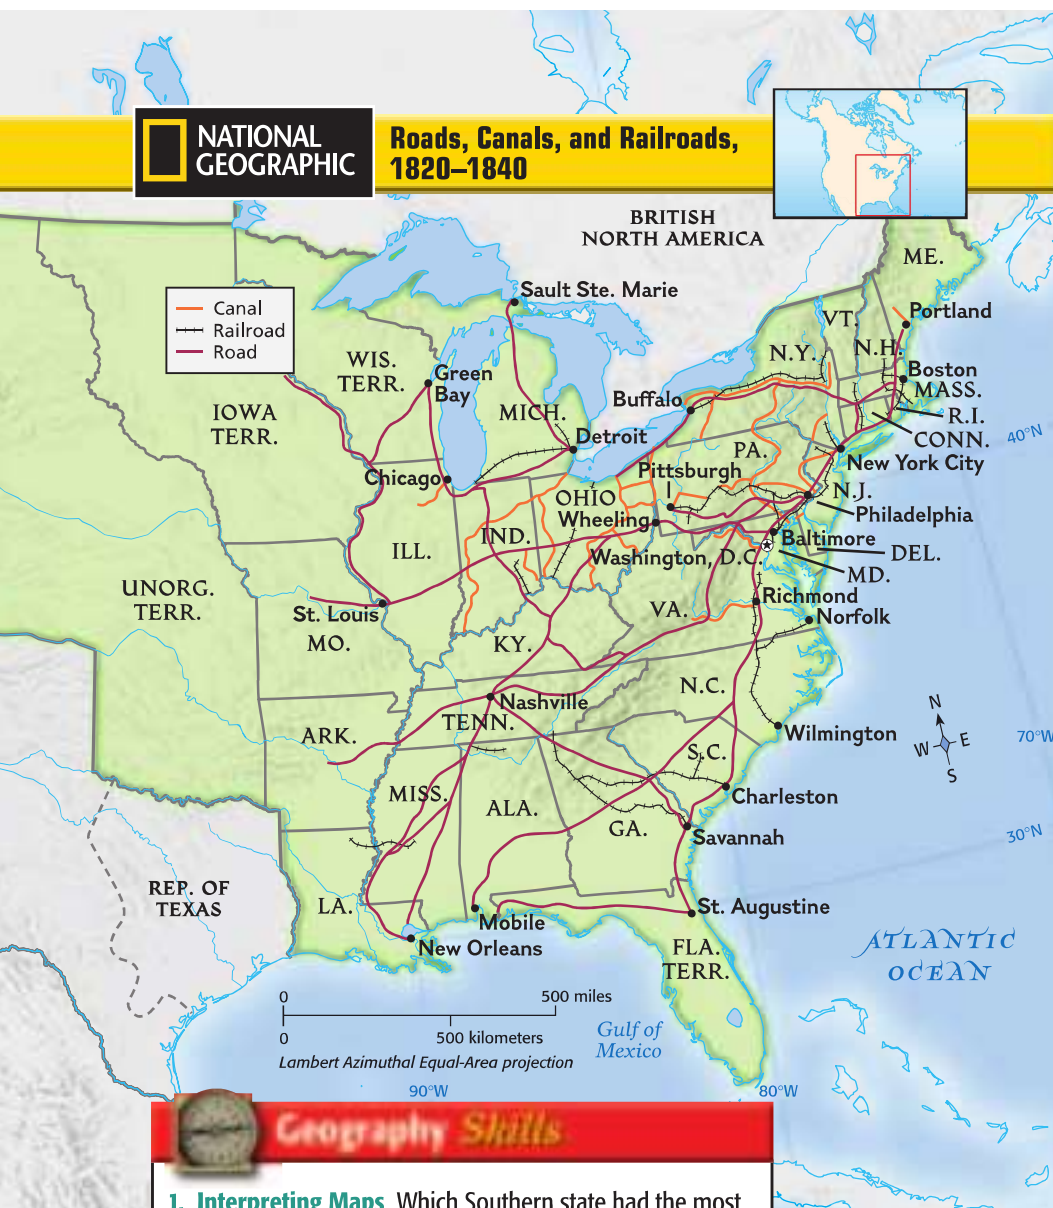 NATIONAL
GEOGRAPHIC
Roads, Canals, and Railroads,
1820–1840
BRITISH
NORTH AMERICA
ME.
Sault Ste. Marie
Canal
Railroad
Road
Portland
VT.
N.H.
N.Y.
WIS.
TERR.
Green
Bay
Boston
MASS.
Buffalo
MICH.
R.I.
IOWA
TERR.
CONN.
40°N
Detroit
PA.
New York City
Pittsburgh
Chicago
N.J.
OHIO
Philadelphia
Wheeling
IND.
Baltimore
ILL.
Washington, D.C.
DEL.
MD.
UNORG.
TERR.
Richmond
VA.
Norfolk
St. Louis
MO.
KY.
N.C.
Nashville
TENN.
N
W
E
S
70°W
ARK.
Wilmington
S.C.
MISS.
ALA.
Charleston
GA.
Savannah
30°N
REP. OF
TEXAS
LA.
St. Augustine
Mobile
New Orleans
FLA.
TERR.
ATLANTIC
OCEAN
0
500 miles
0
500 kilometers
Gulf of
Mexico
Lambert Azimuthal Equal-Area projection
90°W
80°W
Geography Skills
1. Interpreting Maps Which Southern state had the most